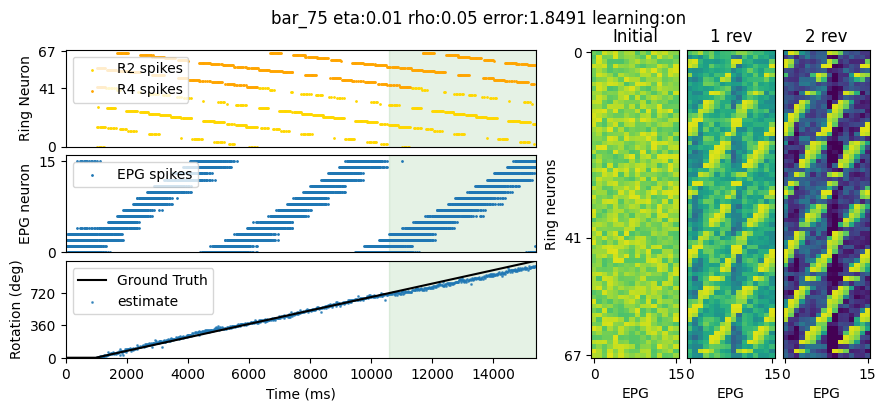 bar_75 eta:0.01 rho:0.05 error:1.8491 learning:on
Ring Neuron
67
41
0
R2 spikes
R4 spikes
EPG neuron
15
0
EPG spikes
Rotation (deg)
720
360
0
Ground Truth
estimate
0 2000 4000 6000 8000 10000 12000 14000
Time (ms)
Initial 1 rev 2 rev
Ring neurons
0
41
67
0 15 0 15 0 15
EPG EPG EPG